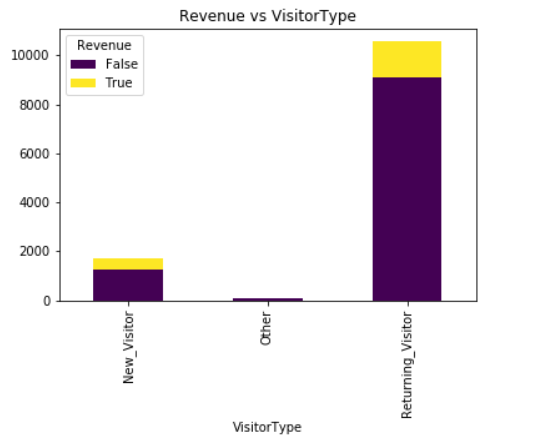 Revenue vs VisitorType
Revenue
False
True
10000
8000
6000
4000
2000
0
New_Visitor
Other
Returning_Visitor
VisitorType